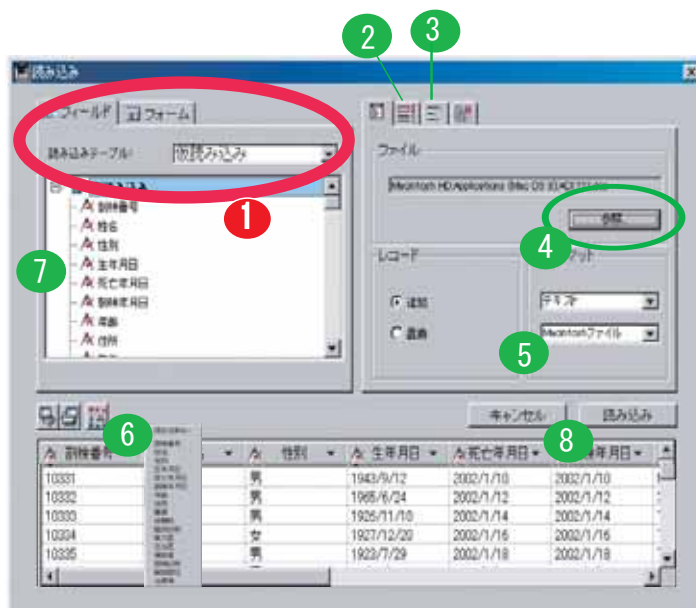 2
3
読み込み
フィールド
フォーム
読み込みテーブル:
仮読み込み
1
剖検番号
姓名
性別
生年月日
死亡年月日
剖検年月日
年齢
住所
7
ファイル
参照...
4
レコード
追加
置換
テキスト
Macintoshファイル
5
6
キャンセル
読み込み
8
剖検番号
性別
生年月日
死亡年月日
年月日
10331 男 1943/9/12 2002/1/10 2002/1/10
10332 男 1965/6/24 2002/1/12 2002/1/12
10333 男 1926/11/10 2002/1/14 2002/1/14
10334 女 1927/12/20 2002/1/16 2002/1/16
10335 男 1923/7/29 2002/1/18 2002/1/18